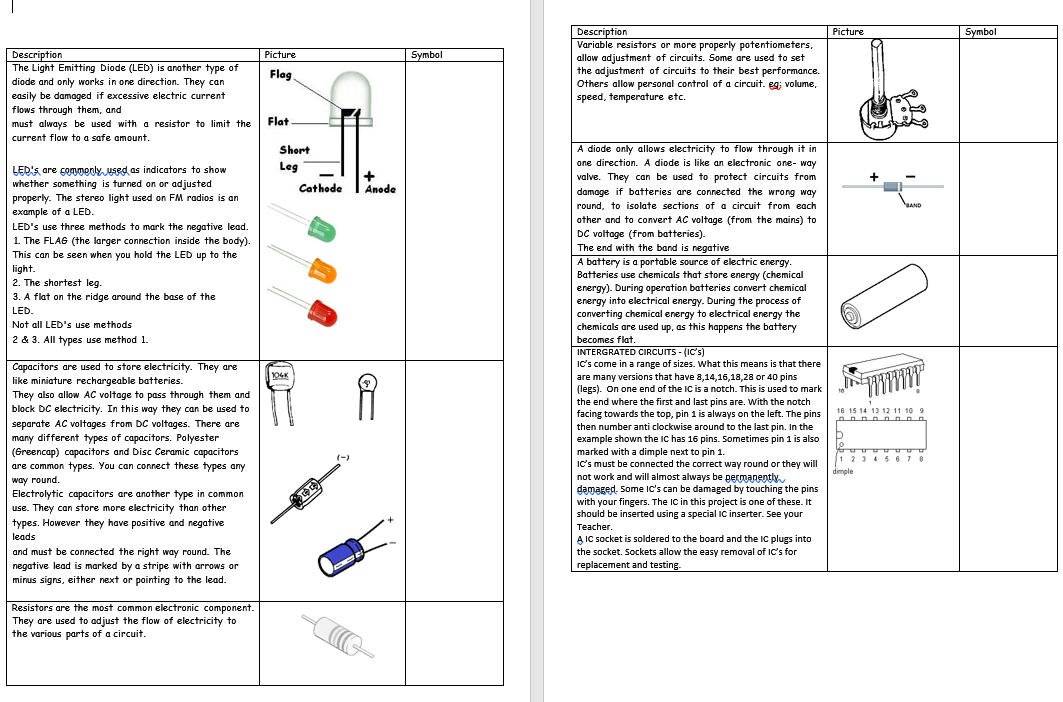 Description Picture Symbol
The Light Emitting Diode (LED) is another type of
diode and only works in one direction. They can
easily be damaged if excessive electric current
flows through them, and
must always be used with a resistor to limit the
current flow to a safe amount.
LED's are commonly used as indicators to show
whether something is turned on or adjusted
properly. The stereo light used on FM radios is an
example of a LED.
LED's use three methods to mark the negative lead.
1. The FLAG (the larger connection inside the body).
This can be seen when you hold the LED up to the
light.
2. The shortest leg.
3. A flat on the ridge around the base of the
LED.
Not all LED's use methods
2 & 3. All types use method 1.
Flag
Flat
Short
Leg
− +
Cathode Anode
Capacitors are used to store electricity. They are
like miniature rechargeable batteries.
They also allow AC voltage to pass through them and
block DC electricity. In this way they can be used to
separate AC voltages from DC voltages. There are
many different types of capacitors. Polyester
(Greencap) capacitors and Disc Ceramic capacitors
are common types. You can connect these types any
way round.
Electrolytic capacitors are another type in common
use. They can store more electricity than other
types. However they have positive and negative
leads
and must be connected the right way round. The
negative lead is marked by a stripe with arrows or
minus signs, either next or pointing to the lead.
104K
(-)
+
−
Resistors are the most common electronic component.
They are used to adjust the flow of electricity to
the various parts of a circuit.
Description Picture Symbol
Variable resistors or more properly potentiometers,
allow adjustment of circuits. Some are used to set
the adjustment of circuits to their best performance.
Others allow personal control of a circuit. eg; volume,
speed, temperature etc.
A diode only allows electricity to flow through it in
one direction. A diode is like an electronic one- way
valve. They can be used to protect circuits from
damage if batteries are connected the wrong way
round, to isolate sections of a circuit from each
other and to convert AC voltage (from the mains) to
DC voltage (from batteries).
The end with the band is negative
+ −
BAND
A battery is a portable source of electric energy.
Batteries use chemicals that store energy (chemical
energy). During operation batteries convert chemical
energy into electrical energy. During the process of
converting chemical energy to electrical energy the
chemicals are used up, as this happens the battery
becomes flat.
INTERGRATED CIRCUITS - (IC's)
IC's come in a range of sizes. What this means is that there
are many versions that have 8,14,16,18,28 or 40 pins
(legs). On one end of the IC is a notch. This is used to mark
the end where the first and last pins are. With the notch
facing towards the top, pin 1 is always on the left. The pins
then number anti clockwise around to the last pin. In the
example shown the IC has 16 pins. Sometimes pin 1 is also
marked with a dimple next to pin 1.
IC's must be connected the correct way round or they will
not work and will almost always be permanently
damaged. Some IC's can be damaged by touching the pins
with your fingers. The IC in this project is one of these. It
should be inserted using a special IC inserter. See your
Teacher.
A IC socket is soldered to the board and the IC plugs into
the socket. Sockets allow the easy removal of IC's for
replacement and testing.
16 9
1
16 15 14 13 12 11 10 9
1 2 3 4 5 6 7 8
dimple